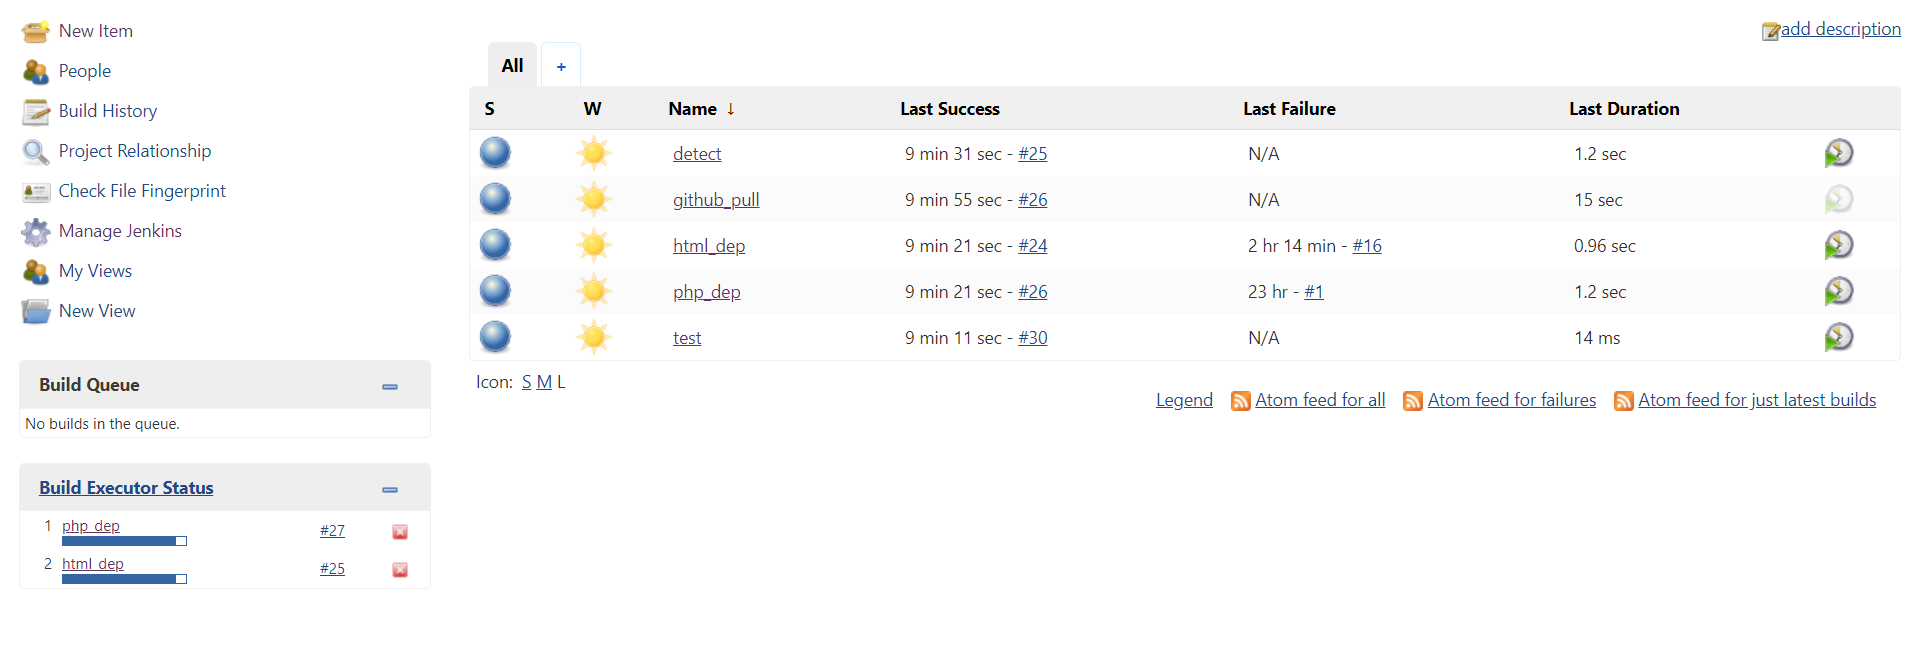 New Item
People
Build History
Project Relationship
Check File Fingerprint
Manage Jenkins
My Views
New View
Build Queue
No builds in the queue.
Build Executor Status
1 php_dep #27
2 html_dep #25
add description
All +
S W Name ↓ Last Success Last Failure Last Duration
detect 9 min 31 sec - #25 N/A 1.2 sec
github_pull 9 min 55 sec - #26 N/A 15 sec
html_dep 9 min 21 sec - #24 2 hr 14 min - #16 0.96 sec
php_dep 9 min 21 sec - #26 23 hr - #1 1.2 sec
test 9 min 11 sec - #30 N/A 14 ms
Icon: S M L
Legend Atom feed for all Atom feed for failures Atom feed for just latest builds